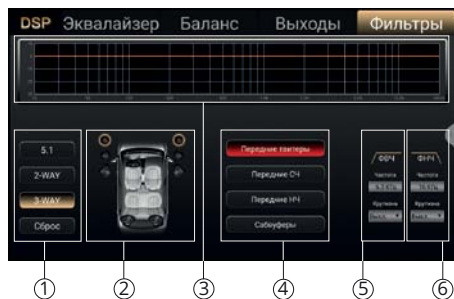 DSP Эквалайзер Баланс Выходы Фильтры
5.1
2-WAY
3-WAY
Сброс
Передние твитеры
Передние СЧ
Передние НЧ
Сабвуферы
ФВЧ
Частота
Крутизна
ФНЧ
Частота
Крутизна
① ② ③ ④ ⑤ ⑥